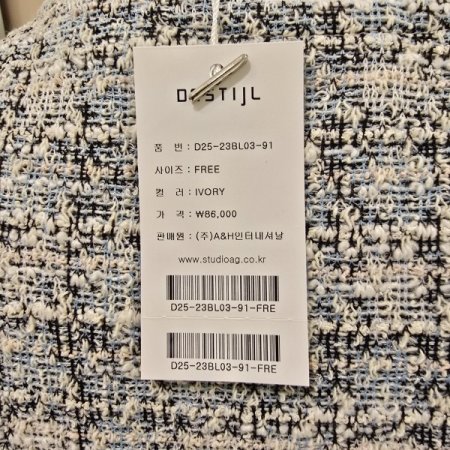 DESTIJL
품 번 : D25-23BL03-91
사이즈 : FREE
컬 러 : IVORY
가 격 : ₩86,000
판매원 : (주)A&H인터내셔날
www.studioag.co.kr
D25-23BL03-91-FRE
D25-23BL03-91-FRE